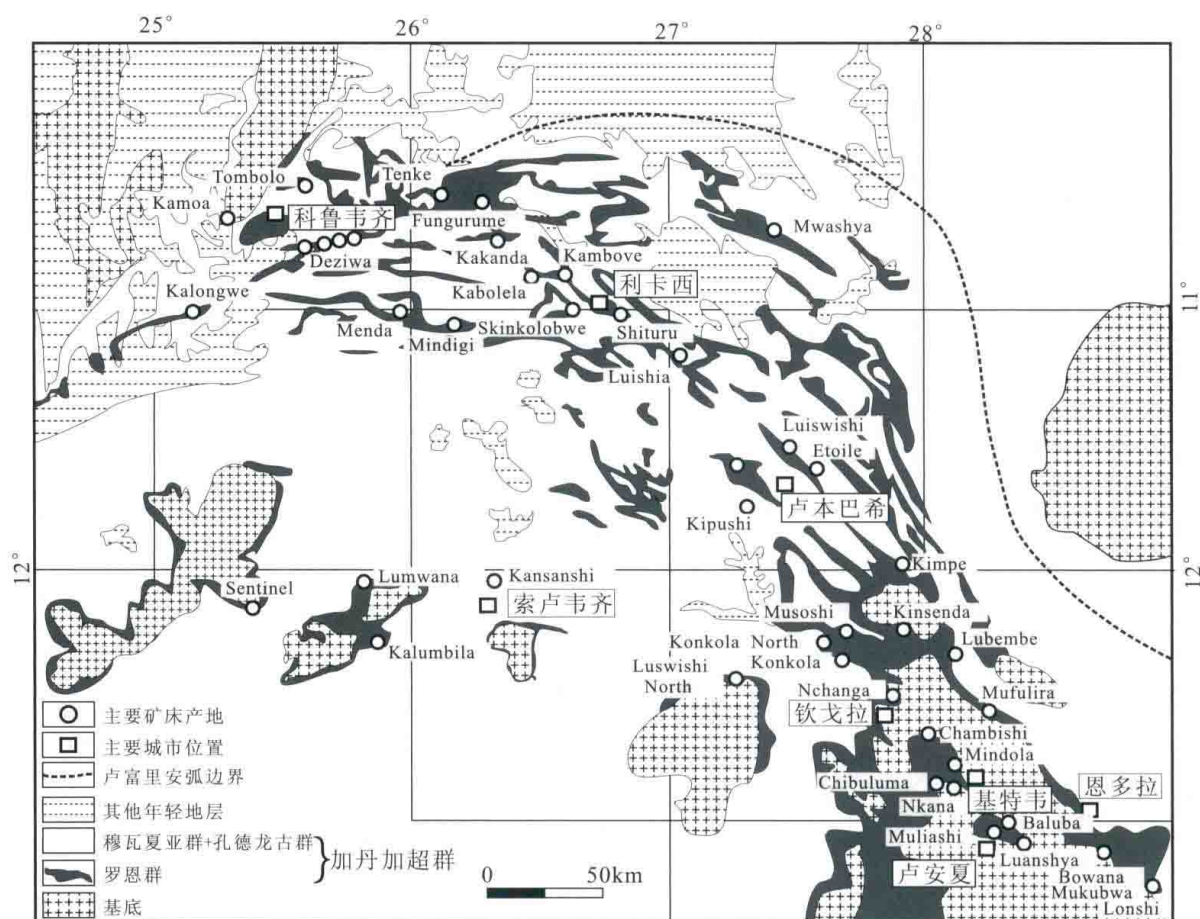 25°
26°
27°
28°
Tombolo
Tenke
Kamoa
科鲁韦齐
Fungurume
Mwashya
Deziwa
Kakanda
Kambove
Kabolela
利卡西
Kalongwe
11°
Menda
Mindigi
Skinkolobwe
Shituru
Luishia
Luiswishi
Etoile
卢本巴希
Kipushi
12°
12°
Kimpe
Sentinel
Lumwana
Kansanshi
索卢韦齐
Musoshi
Kinsenda
Konkola
North
Lubembe
Kalumbila
Konkola
Luswishi
North
Nchanga
Mufulira
钦戈拉
Chambishi
Mindola
Chibuluma
恩多拉
Nkana
基特韦
Baluba
Muliashi
Luanshya
卢安夏
Bowana
Mukubwa
Lonshi
主要矿床产地
主要城市位置
卢富里安弧边界
其他年轻地层
穆瓦夏亚群+孔德龙古群
罗恩群
加丹加超群
基底
0 50km